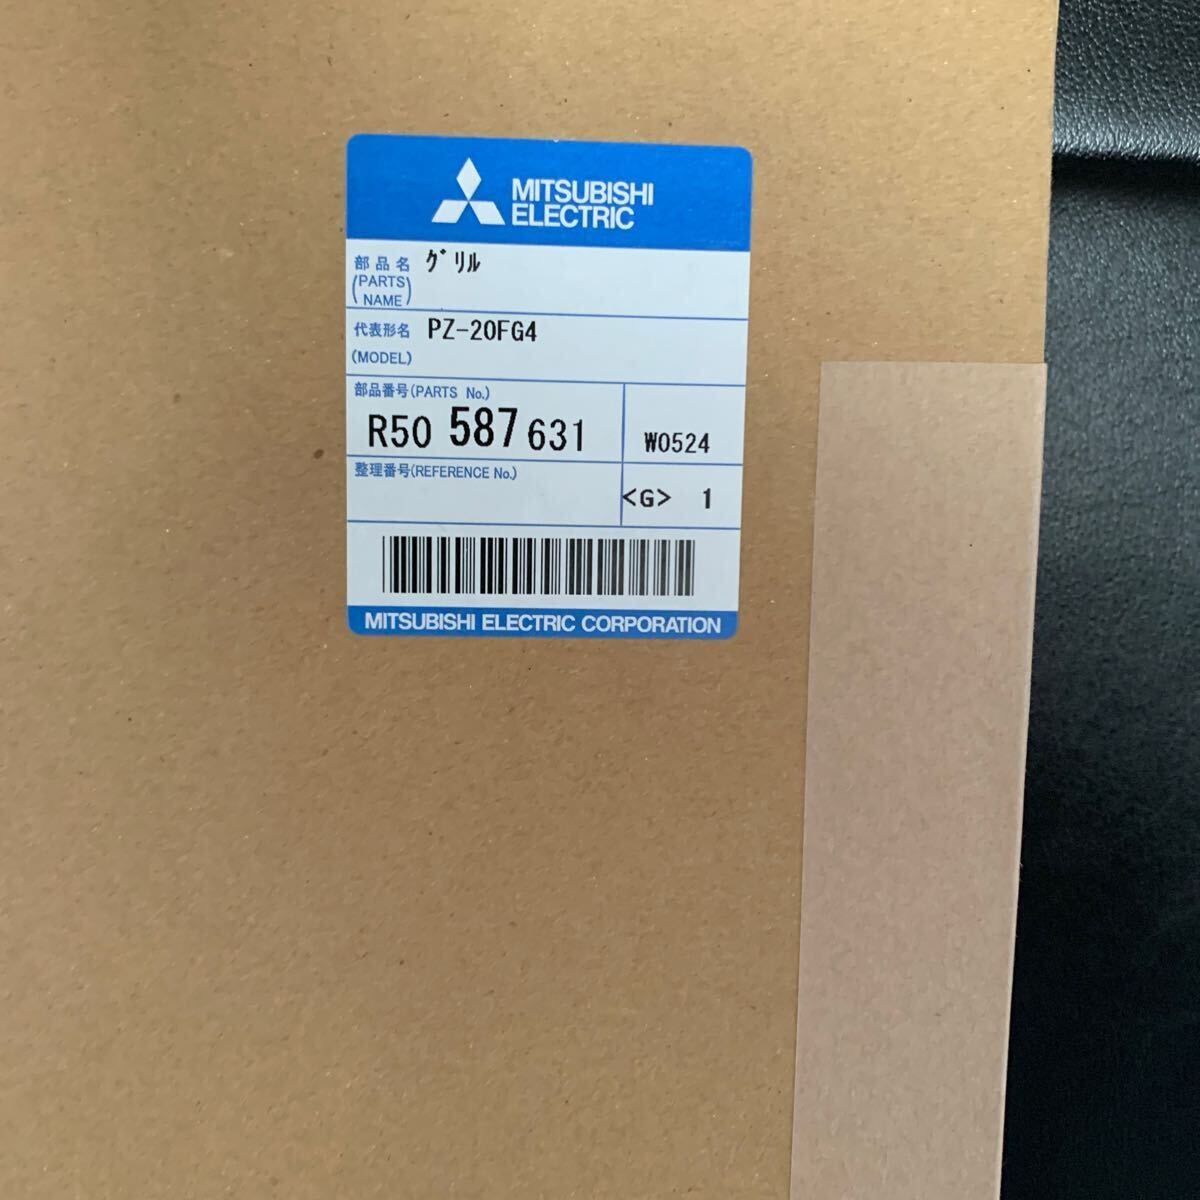 MITSUBISHI
ELECTRIC
部品名 グリル
(PARTS
NAME)
代表形名 PZ-20FG4
(MODEL)
部品番号(PARTS No.)
R50 587 631 W0524
整理番号(REFERENCE No.)
<G> 1
MITSUBISHI ELECTRIC CORPORATION